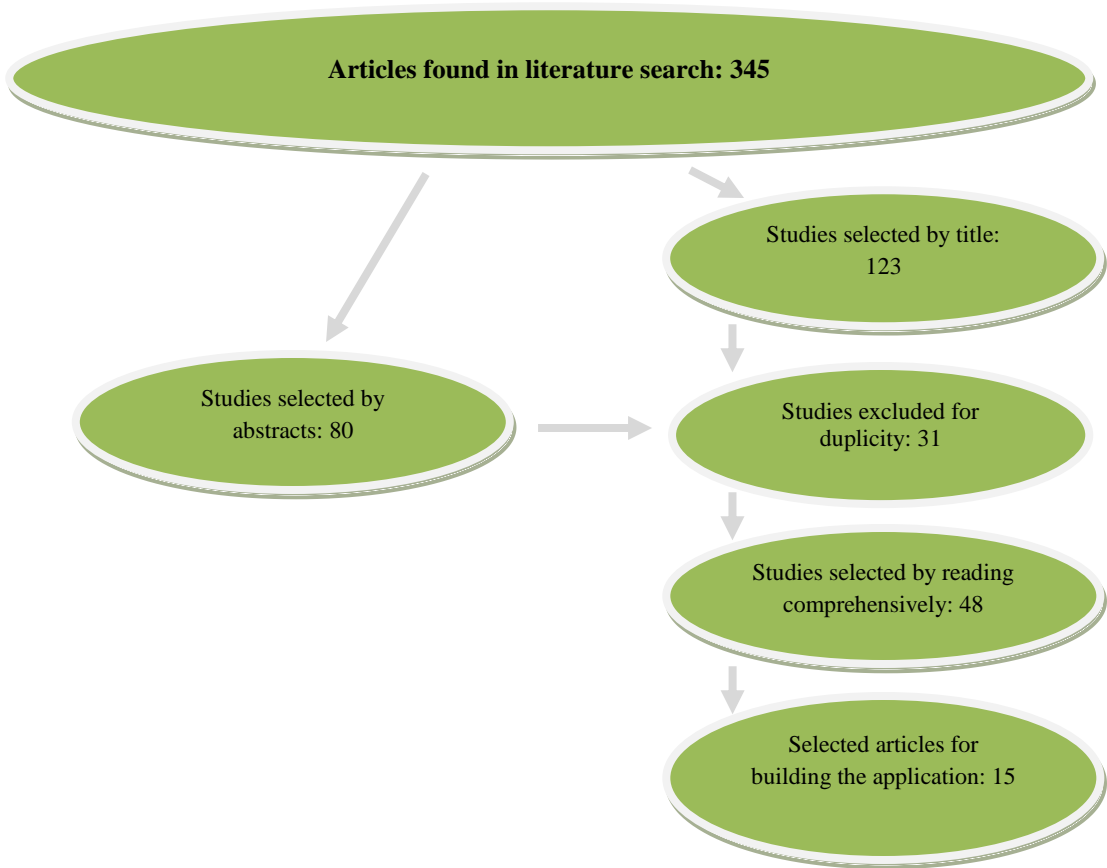 Articles found in literature search: 345
Studies selected by title:
123
Studies selected by
abstracts: 80
Studies excluded for
duplicity: 31
Studies selected by reading
comprehensively: 48
Selected articles for
building the application: 15